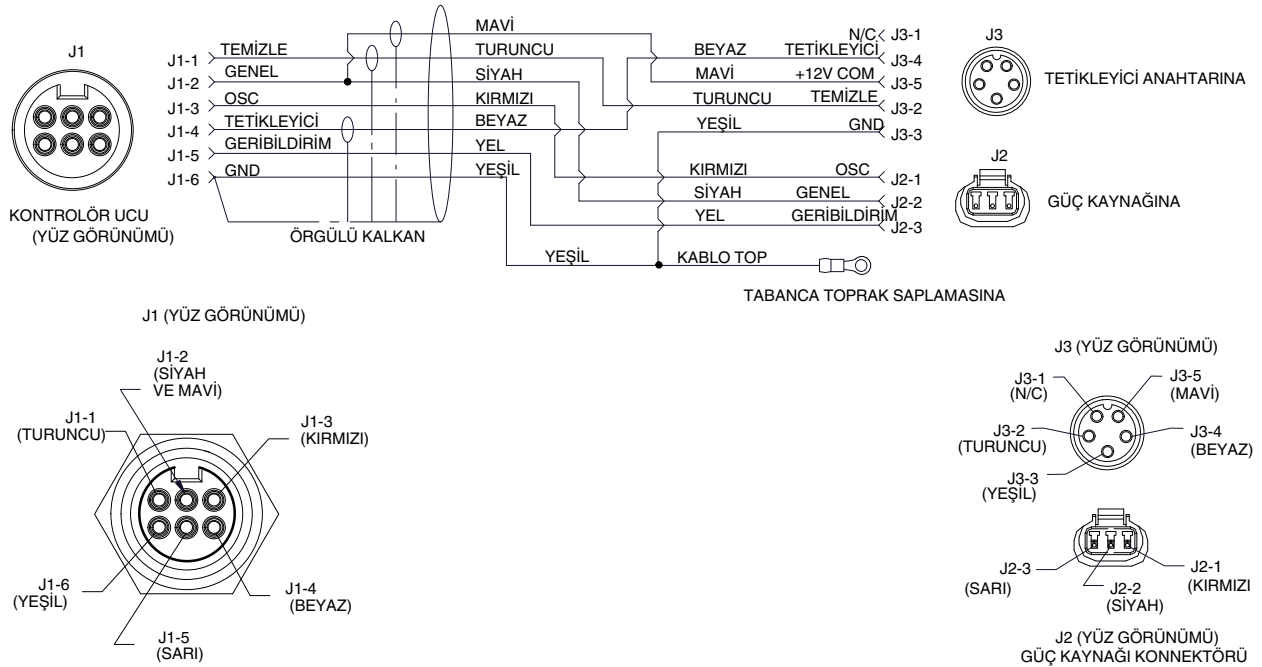 J1
J1-1
J1-2
J1-3
J1-4
J1-5
J1-6
TEMİZLE
GENEL
OSC
TETİKLEYİCİ
GERİBİLDİRİM
GND
MAVİ
TURUNCU
SİYAH
KIRMIZI
BEYAZ
YEL
YEŞİL
N/C J3-1
BEYAZ TETİKLEYİCİ J3-4
MAVİ +12V COM J3-5
TURUNCU TEMİZLE J3-2
YEŞİL GND J3-3
J3
TETİKLEYİCİ ANAHTARINA
KIRMIZI OSC J2-1
SİYAH GENEL J2-2
YEL GERİBİLDİRİM J2-3
J2
GÜÇ KAYNAĞINA
KONTROLÖR UCU
(YÜZ GÖRÜNÜMÜ)
ÖRGÜLÜ KALKAN
YEŞİL KABLO TOP
TABANCA TOPRAK SAPLAMASINA
J1 (YÜZ GÖRÜNÜMÜ)
J1-2
(SİYAH
VE MAVİ)
J1-1
(TURUNCU)
J1-3
(KIRMIZI)
J1-6
(YEŞİL)
J1-4
(BEYAZ)
J1-5
(SARI)
J3 (YÜZ GÖRÜNÜMÜ)
J3-1
(N/C)
J3-5
(MAVİ)
J3-2
(TURUNCU)
J3-4
(BEYAZ)
J3-3
(YEŞİL)
J2-3
(SARI)
J2-2
(SİYAH)
J2-1
(KIRMIZI
J2 (YÜZ GÖRÜNÜMÜ)
GÜÇ KAYNAĞI KONNEKTÖRÜ